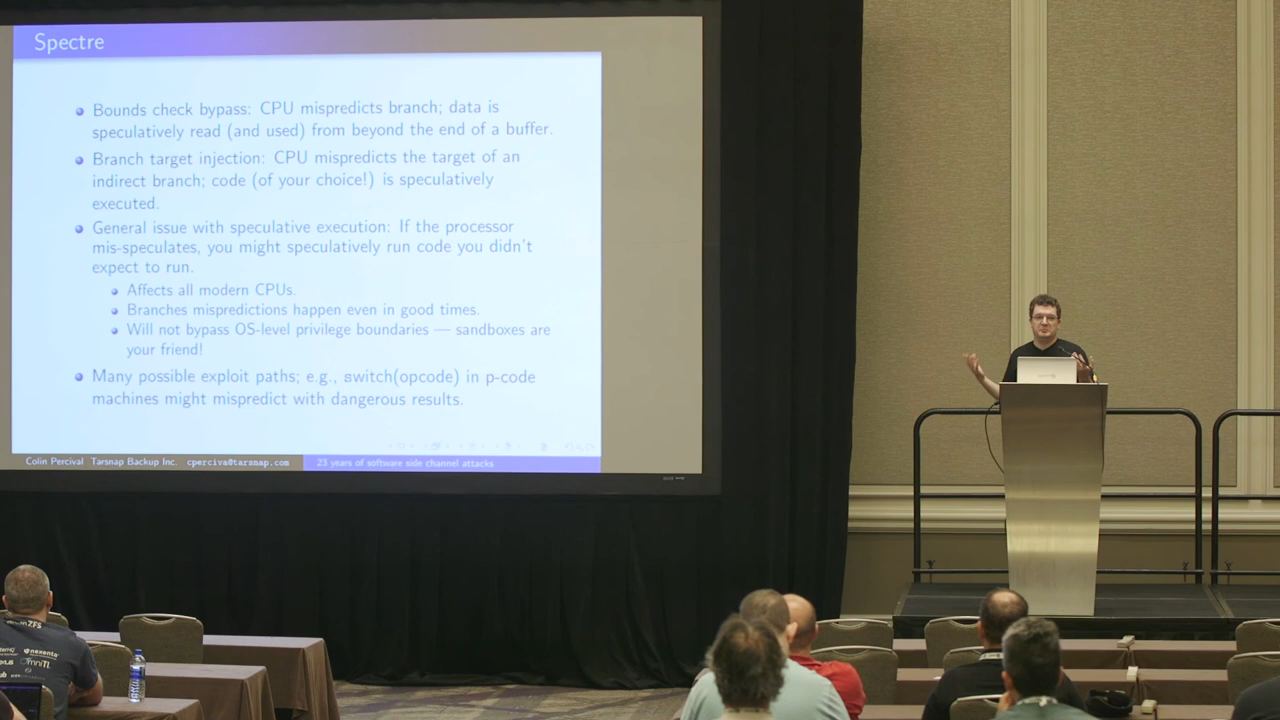 Spectre
Bounds check bypass: CPU mispredicts branch; data is
speculatively read (and used) from beyond the end of a buffer.
Branch target injection: CPU mispredicts the target of an
indirect branch; code (of your choice!) is speculatively
executed.
General issue with speculative execution: If the processor
mis-speculates, you might speculatively run code you didn't
expect to run.
Affects all modern CPUs.
Branches mispredictions happen even in good times.
Will not bypass OS-level privilege boundaries — sandboxes are
your friend!
Many possible exploit paths; e.g., switch(opcode) in p-code
machines might mispredict with dangerous results.
Colin Percival Tarsnap Backup Inc. cperciva@tarsnap.com
23 years of software side channel attacks
ZFS
nexenta
OmniTI